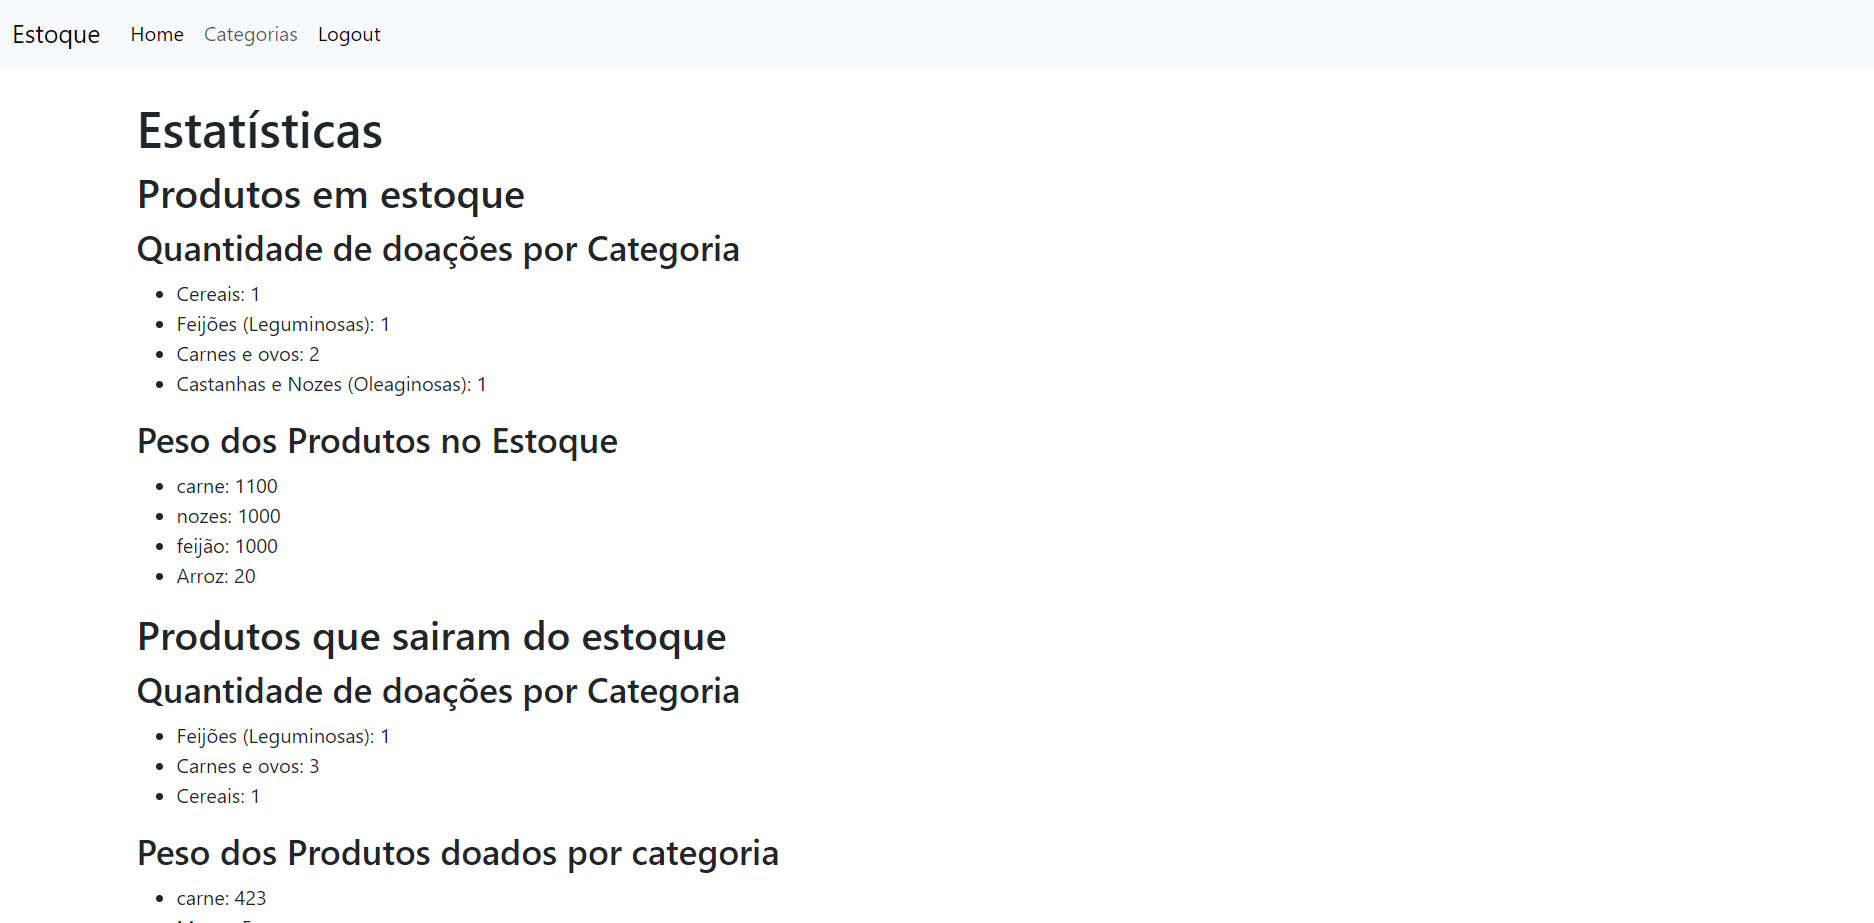 Estoque Home Categorias Logout
Estatísticas
Produtos em estoque
Quantidade de doações por Categoria
Cereais: 1
Feijões (Leguminosas): 1
Carnes e ovos: 2
Castanhas e Nozes (Oleaginosas): 1
Peso dos Produtos no Estoque
carne: 1100
nozes: 1000
feijão: 1000
Arroz: 20
Produtos que sairam do estoque
Quantidade de doações por Categoria
Feijões (Leguminosas): 1
Carnes e ovos: 3
Cereais: 1
Peso dos Produtos doados por categoria
carne: 423